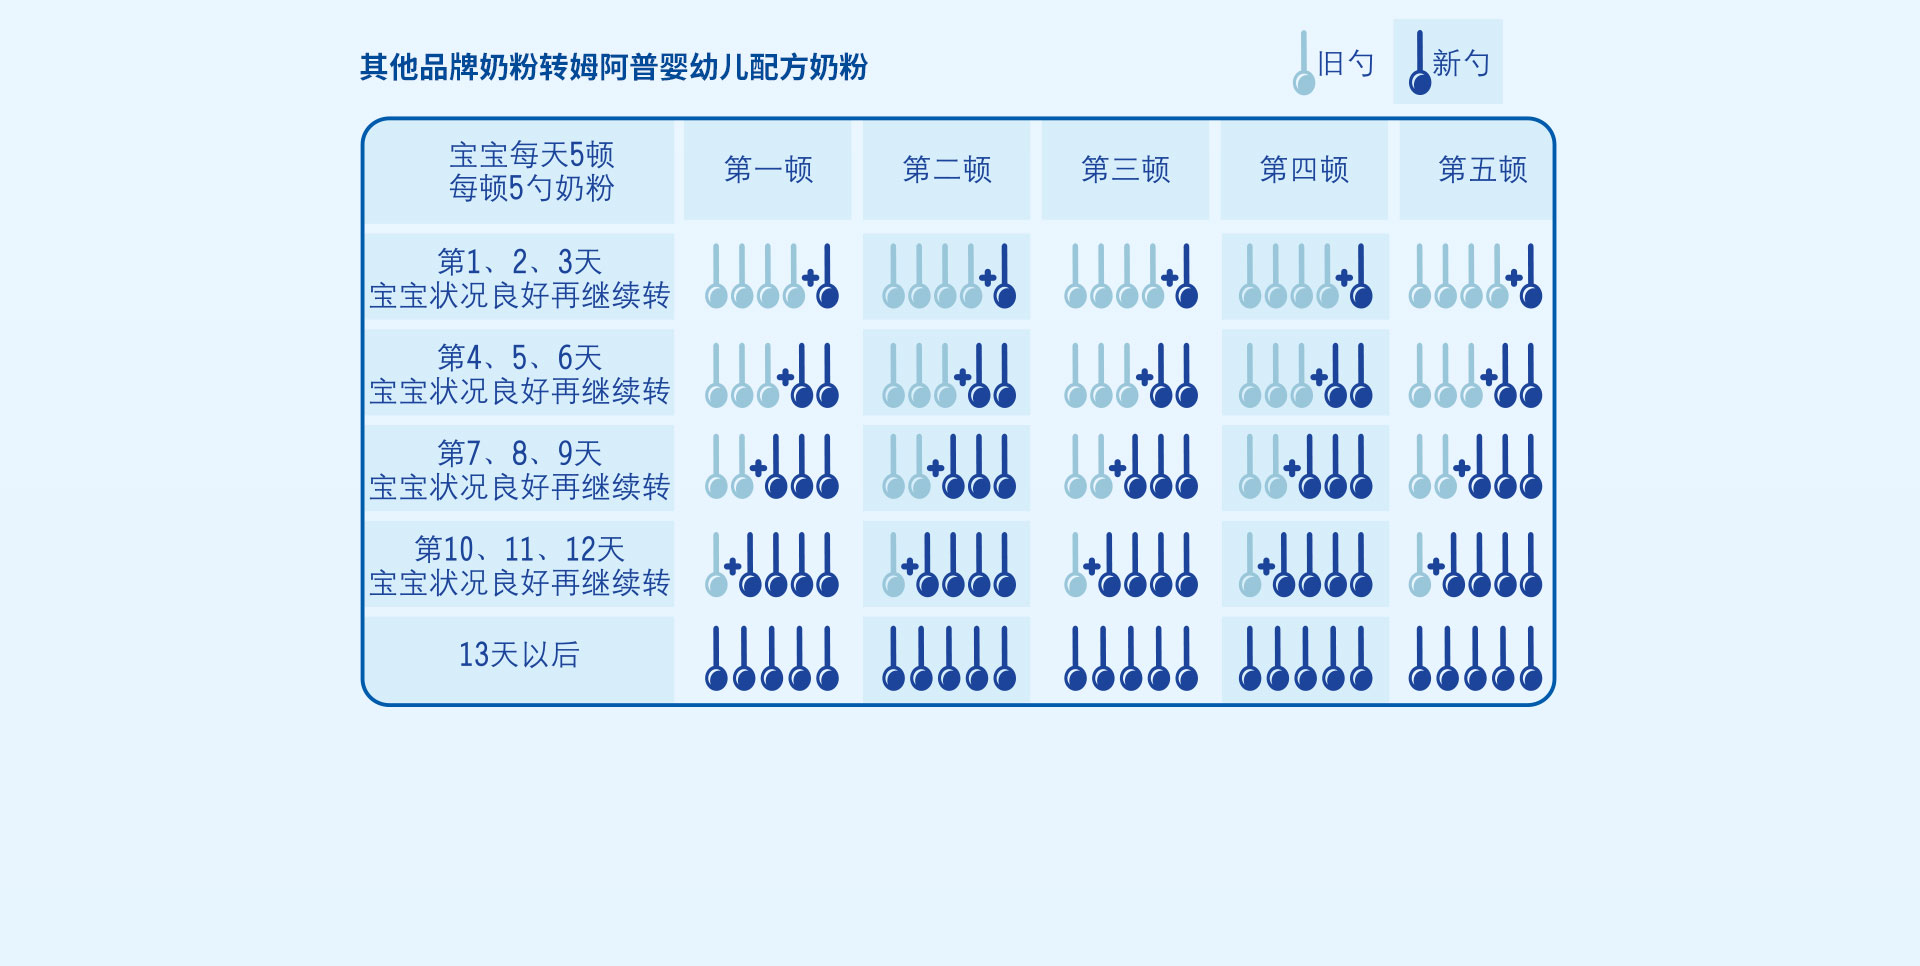 其他品牌奶粉转姆阿普婴幼儿配方奶粉
旧勺
新勺
宝宝每天5顿
每顿5勺奶粉
第一顿
第二顿
第三顿
第四顿
第五顿
第1、2、3天
宝宝状况良好再继续转
第4、5、6天
宝宝状况良好再继续转
第7、8、9天
宝宝状况良好再继续转
第10、11、12天
宝宝状况良好再继续转
13天以后